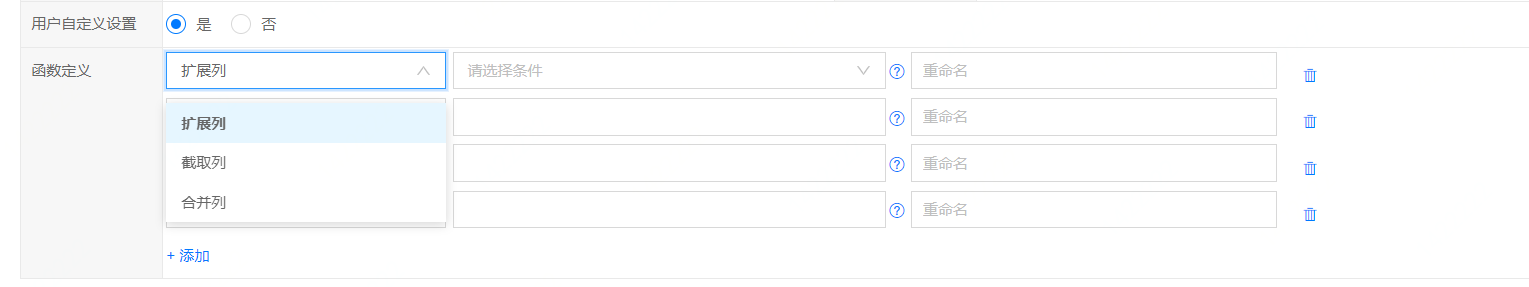 用户自定义设置 是 否
函数定义 扩展列 请选择条件 ? 重命名
扩展列 ? 重命名
截取列 ? 重命名
合并列 ? 重命名
+ 添加